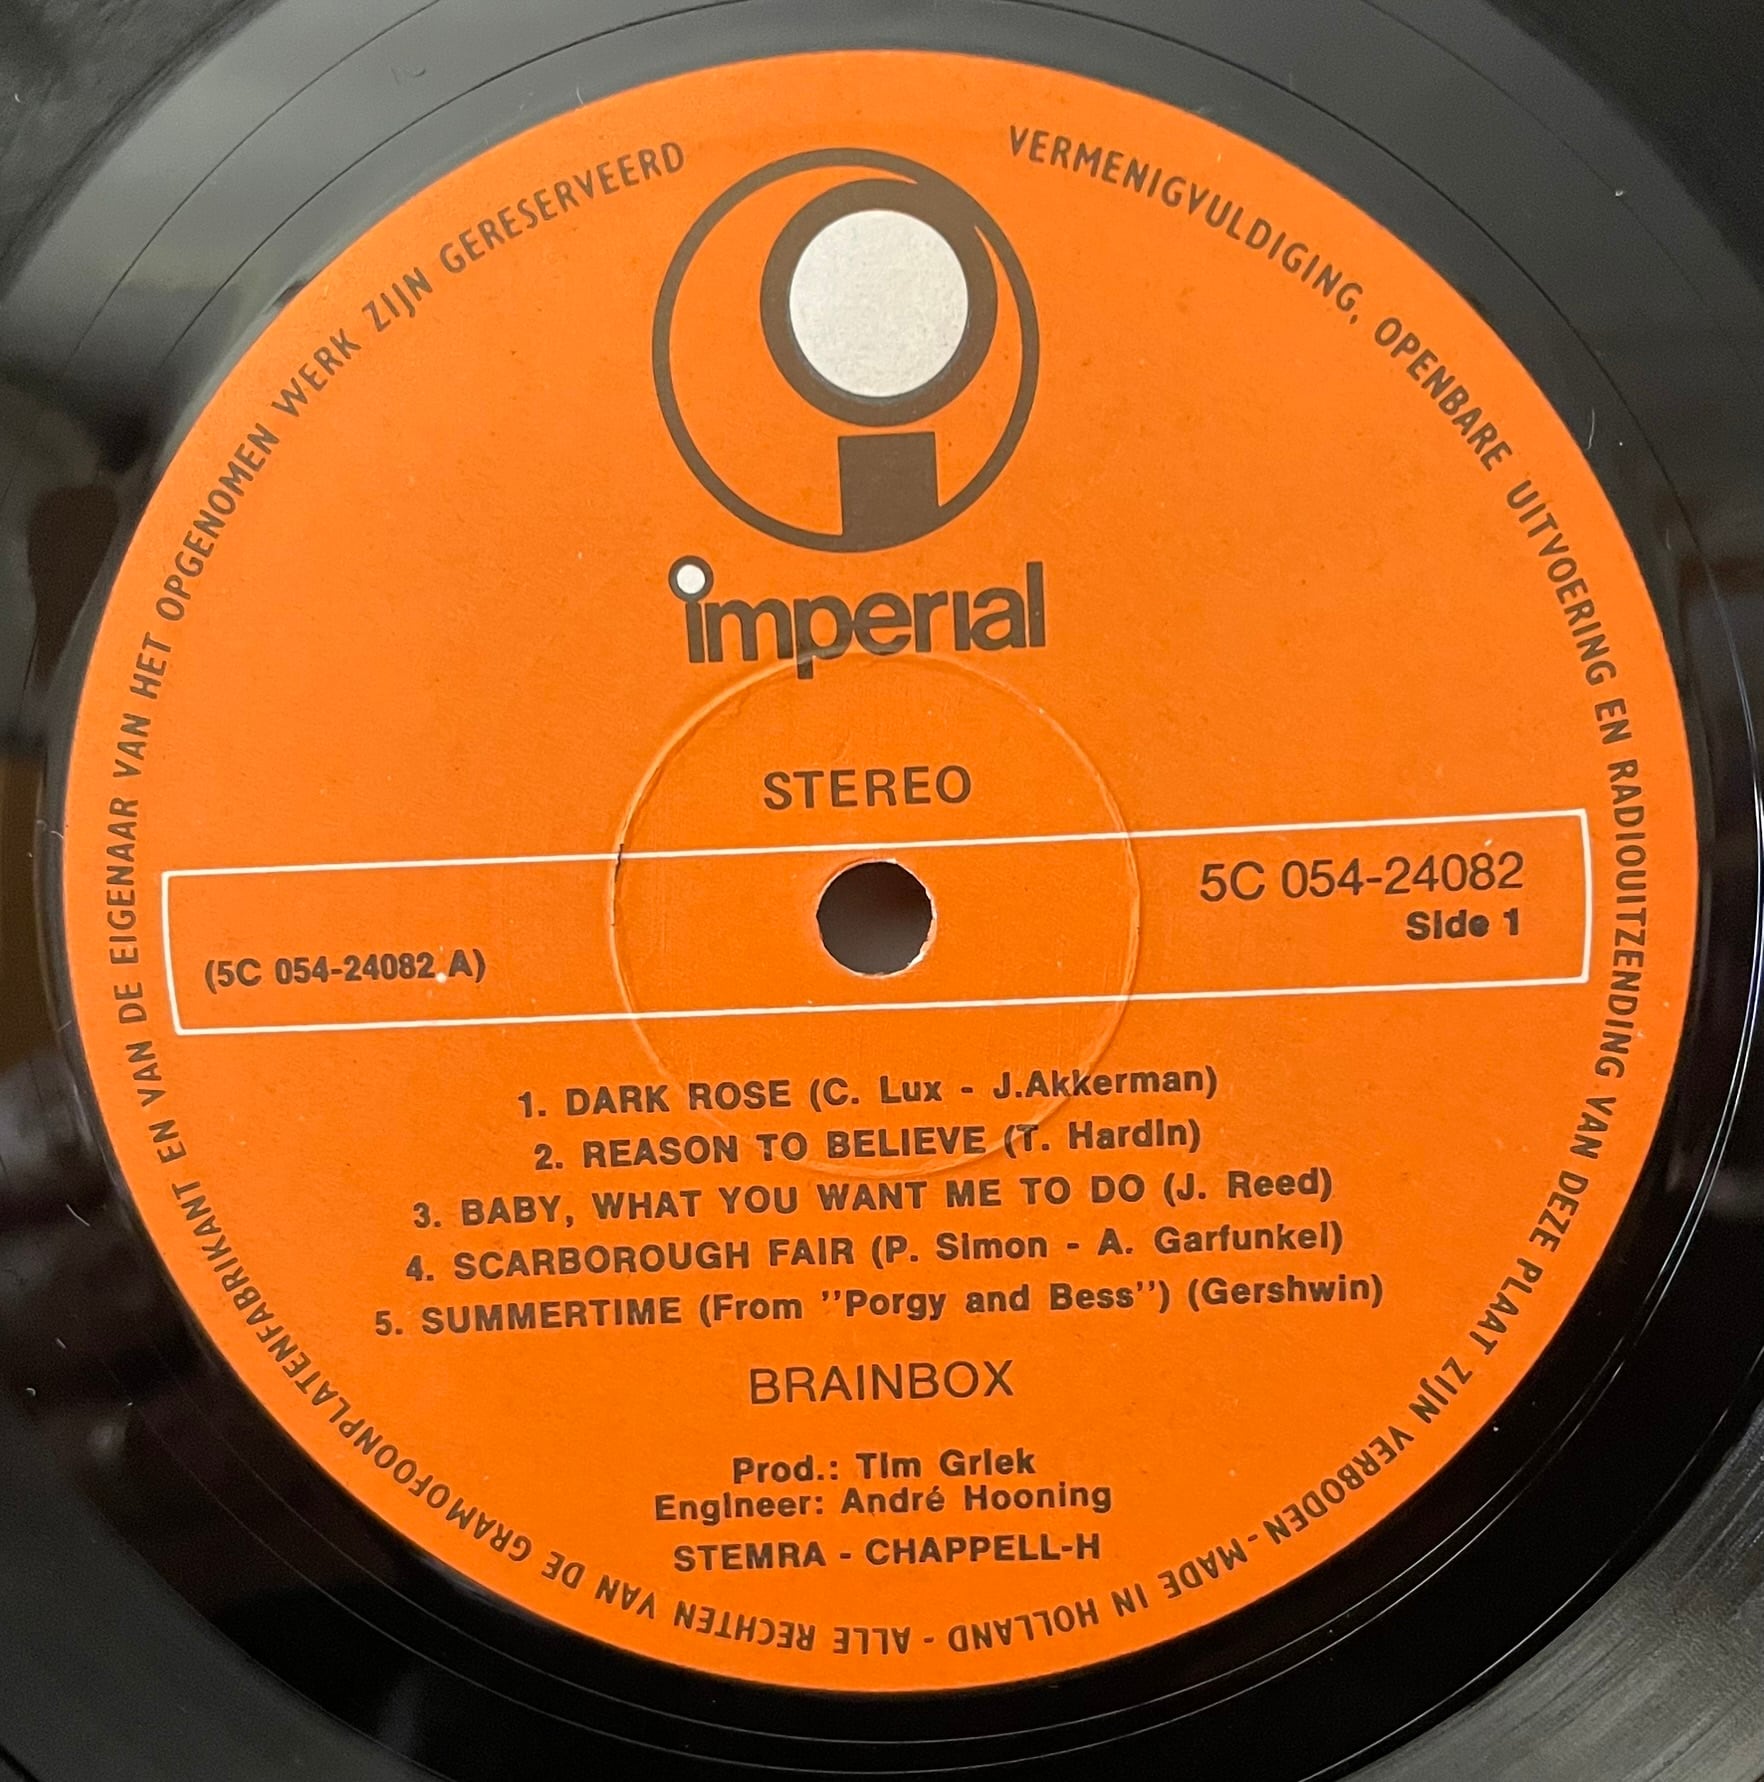 VERMENIGVULDIGING, OPENBARE UITVOERING EN RADIOUITZENDING VAN DEZE PLAAT ZIJN VERBODEN - MADE IN HOLLAND - ALLE RECHTEN VAN DE GRAMOFOONPLATENFABRIKANT EN VAN DE EIGENAAR VAN HET OPGENOMEN WERK ZIJN GERESERVEERD
imperial
STEREO
5C 054-24082
Side 1
(5C 054-24082 A)
1. DARK ROSE (C. Lux - J.Akkerman)
2. REASON TO BELIEVE (T. Hardin)
3. BABY, WHAT YOU WANT ME TO DO (J. Reed)
4. SCARBOROUGH FAIR (P. Simon - A. Garfunkel)
5. SUMMERTIME (From ''Porgy and Bess'') (Gershwin)
BRAINBOX
Prod.: Tim Griek
Engineer: André Hooning
STEMRA - CHAPPELL-H